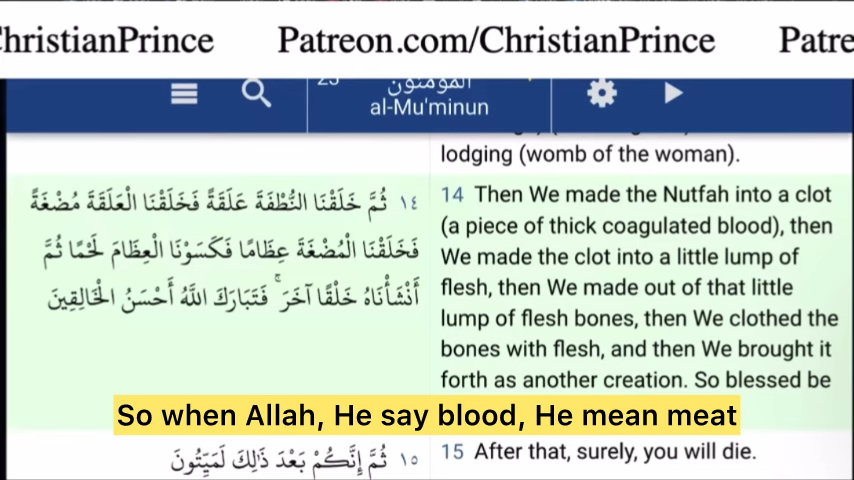 ChristianPrince Patreon.com/ChristianPrince Patre
المؤمنون
al-Mu'minun
lodging (womb of the woman).
١٤ ثُمَّ خَلَقْنَا النُّطْفَةَ عَلَقَةً فَخَلَقْنَا الْعَلَقَةَ مُضْغَةً
فَخَلَقْنَا الْمُضْغَةَ عِظَامًا فَكَسَوْنَا الْعِظَامَ لَحْمًا ثُمَّ
أَنْشَأْنَاهُ خَلْقًا آخَرَ ۚ فَتَبَارَكَ اللَّهُ أَحْسَنُ الْخَالِقِينَ
14 Then We made the Nutfah into a clot
(a piece of thick coagulated blood), then
We made the clot into a little lump of
flesh, then We made out of that little
lump of flesh bones, then We clothed the
bones with flesh, and then We brought it
forth as another creation. So blessed be
So when Allah, He say blood, He mean meat
١٥ ثُمَّ إِنَّكُمْ بَعْدَ ذَٰلِكَ لَمَيِّتُونَ
15 After that, surely, you will die.